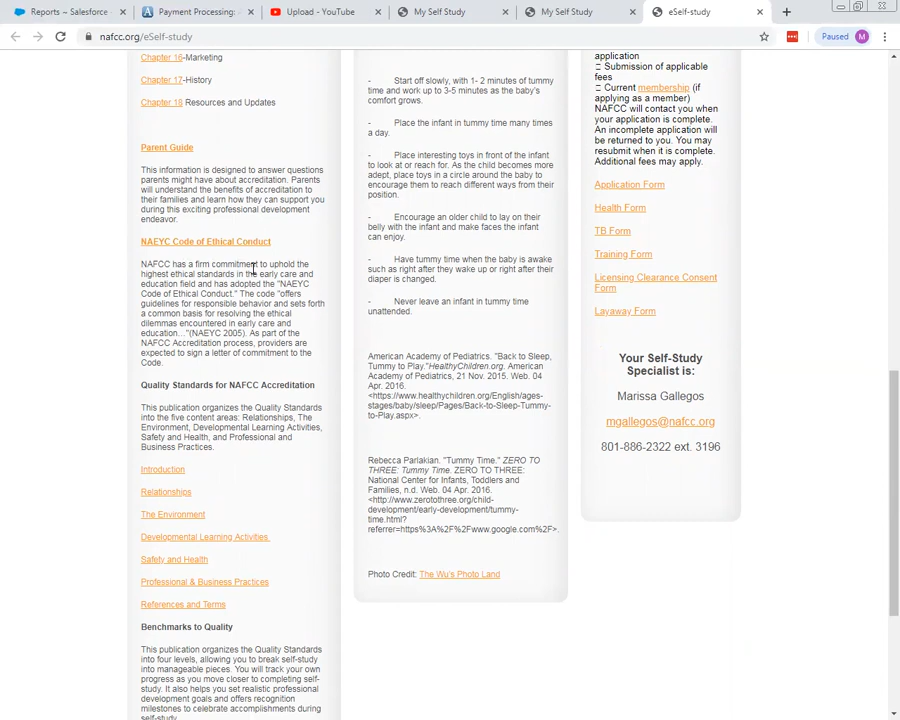 Reports ~ Salesforce
Payment Processing:
Upload - YouTube
My Self Study
My Self Study
eSelf-study
nafcc.org/eSelf-study
Paused
M
Chapter 16-Marketing
Chapter 17-History
Chapter 18 Resources and Updates
Parent Guide
This information is designed to answer questions
parents might have about accreditation. Parents
will understand the benefits of accreditation to
their families and learn how they can support you
during this exciting professional development
endeavor.
NAEYC Code of Ethical Conduct
NAFCC has a firm commitment to uphold the
highest ethical standards in the early care and
education field and has adopted the "NAEYC
Code of Ethical Conduct." The code "offers
guidelines for responsible behavior and sets forth
a common basis for resolving the ethical
dilemmas encountered in early care and
education…"(NAEYC 2005). As part of the
NAFCC Accreditation process, providers are
expected to sign a letter of commitment to the
Code.
Quality Standards for NAFCC Accreditation
This publication organizes the Quality Standards
into the five content areas: Relationships, The
Environment, Developmental Learning Activities,
Safety and Health, and Professional and
Business Practices.
Introduction
Relationships
The Environment
Developmental Learning Activities
Safety and Health
Professional & Business Practices
References and Terms
Benchmarks to Quality
This publication organizes the Quality Standards
into four levels, allowing you to break self-study
into manageable pieces. You will track your own
progress as you move closer to completing self-
study. It also helps you set realistic professional
development goals and offers recognition
milestones to celebrate accomplishments during
self-study
- Start off slowly, with 1- 2 minutes of tummy
time and work up to 3-5 minutes as the baby's
comfort grows.
- Place the infant in tummy time many times
a day.
- Place interesting toys in front of the infant
to look at or reach for. As the child becomes more
adept, place toys in a circle around the baby to
encourage them to reach different ways from their
position.
- Encourage an older child to lay on their
belly with the infant and make faces the infant
can enjoy.
- Have tummy time when the baby is awake
such as right after they wake up or right after their
diaper is changed.
- Never leave an infant in tummy time
unattended.
American Academy of Pediatrics. "Back to Sleep,
Tummy to Play."HealthyChildren.org. American
Academy of Pediatrics, 21 Nov. 2015. Web. 04
Apr. 2016.
<https://www.healthychildren.org/English/ages-
stages/baby/sleep/Pages/Back-to-Sleep-Tummy-
to-Play.aspx>.
Rebecca Parlakian. "Tummy Time." ZERO TO
THREE: Tummy Time. ZERO TO THREE:
National Center for Infants, Toddlers and
Families, n.d. Web. 04 Apr. 2016.
<http://www.zerotothree.org/child-
development/early-development/tummy-
time.html?
referrer=https%3A%2F%2Fwww.google.com%2F>.
Photo Credit: The Wu's Photo Land
application
Submission of applicable
fees
Current membership (if
applying as a member)
NAFCC will contact you when
your application is complete.
An incomplete application will
be returned to you. You may
resubmit when it is complete.
Additional fees may apply.
Application Form
Health Form
TB Form
Training Form
Licensing Clearance Consent
Form
Layaway Form
Your Self-Study
Specialist is:
Marissa Gallegos
mgallegos@nafcc.org
801-886-2322 ext. 3196